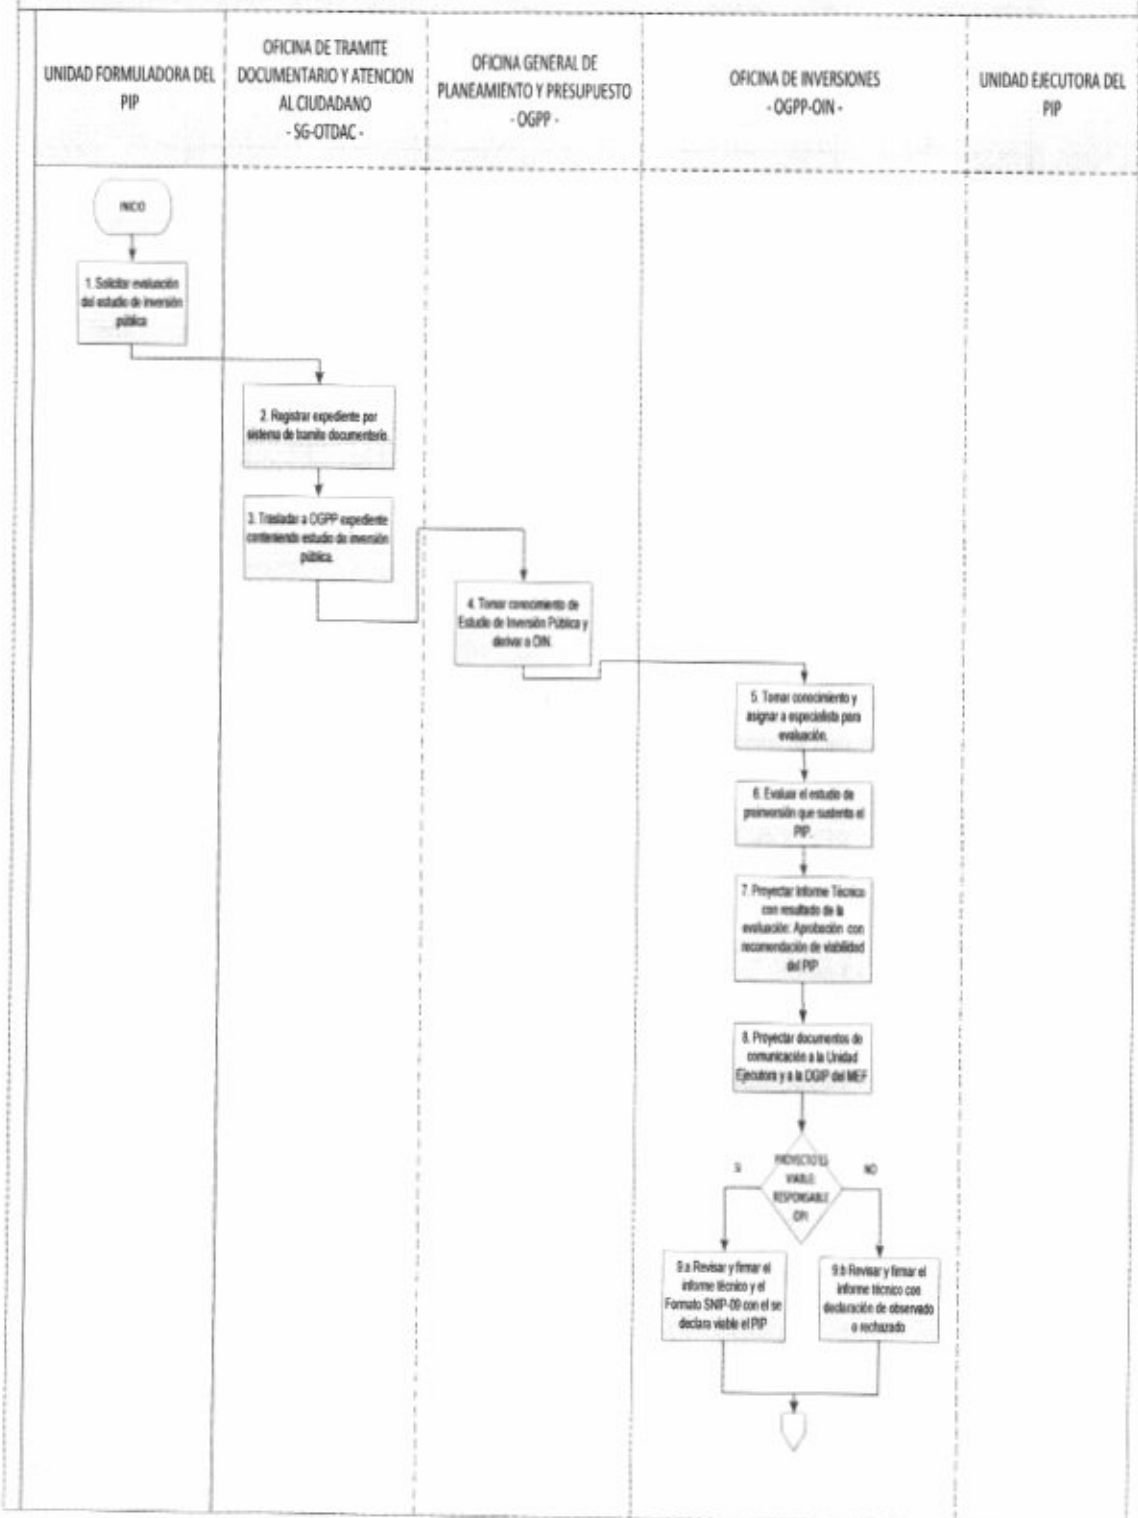 UNIDAD FORMULADORA DEL
PIP
OFICINA DE TRAMITE
DOCUMENTARIO Y ATENCION
AL CIUDADANO
- SG-OTDAC -
OFICINA GENERAL DE
PLANEAMIENTO Y PRESUPUESTO
- OGPP -
OFICINA DE INVERSIONES
- OGPP-OIN -
UNIDAD EJECUTORA DEL
PIP
INICIO
1. Solicitar evaluación
del estudio de inversión
pública
2. Registrar expediente por
sistema de tramite documentario.
3. Trasladar a OGPP expediente
conteniendo estudio de inversión
pública.
4. Tomar conocimiento de
Estudio de Inversión Pública y
derivar a OIN.
5. Tomar conocimiento y
asignar a especialista para
evaluación.
6. Evaluar el estudio de
preinversión que sustenta el
PIP.
7. Proyectar Informe Técnico
con resultado de la
evaluación: Aprobación con
recomendación de viabilidad
del PIP
8. Proyectar documentos de
comunicación a la Unidad
Ejecutora y a la DGIP del MEF
SI
PROYECTO ES
VIABLE:
RESPONSABLE
OPI
NO
9.a Revisar y firmar el
informe técnico y el
Formato SNIP-09 con el se
declara viable el PIP
9.b Revisar y firmar el
informe técnico con
declaración de observado
o rechazado